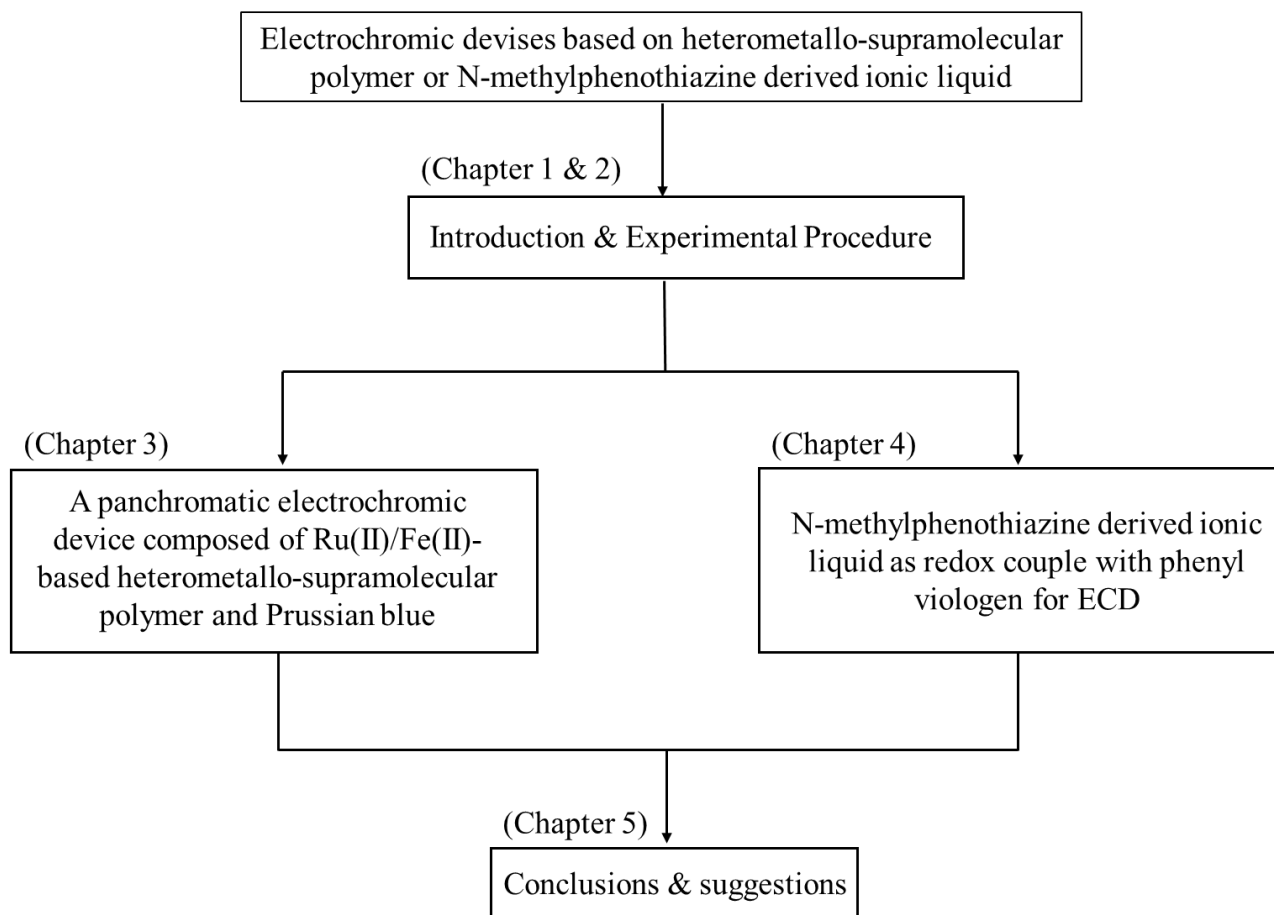 Electrochromic devises based on heterometallo-supramolecular
polymer or N-methylphenothiazine derived ionic liquid
(Chapter 1 & 2)
Introduction & Experimental Procedure
(Chapter 3)
A panchromatic electrochromic
device composed of Ru(II)/Fe(II)-
based heterometallo-supramolecular
polymer and Prussian blue
(Chapter 4)
N-methylphenothiazine derived ionic
liquid as redox couple with phenyl
viologen for ECD
(Chapter 5)
Conclusions & suggestions